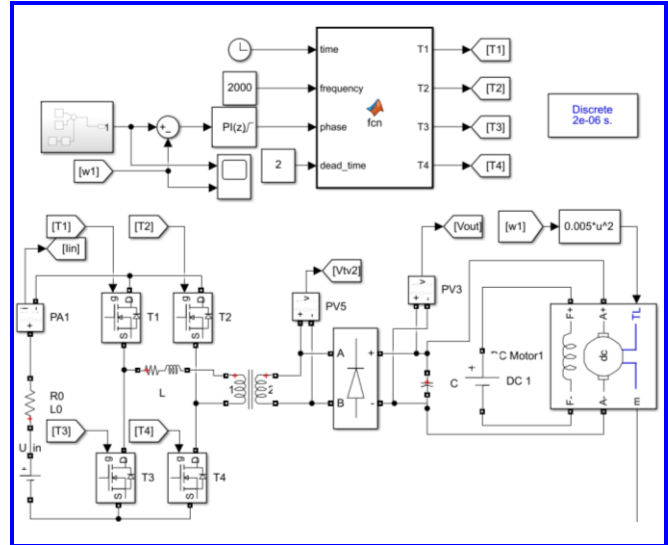 time
T1
[T1]
2000
frequency
T2
[T2]
1
+
-
PI(z)
phase
fcn
T3
[T3]
Discrete
2e-06 s.
[w1]
2
dead_time
T4
[T4]
[T1]
[T2]
[Iin]
[Vtv2]
[Vout]
[w1]
0.005*u^2
PA1
i
-
+
g
D
S
T1
g
D
S
T2
PV5
v
+ -
PV3
v
+ -
F+
A+
TL
dc
R0
L0
L
1
2
A
B
+
-
C
+
DC Motor1
DC 1
F-
A-
m
[T3]
[T4]
U in
+
g
D
S
T3
g
D
S
T4